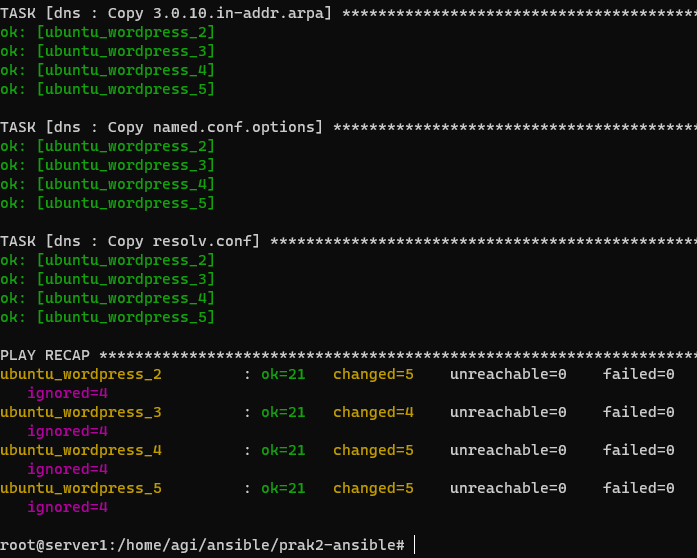 TASK [dns : Copy 3.0.10.in-addr.arpa] ****************************************
ok: [ubuntu_wordpress_2]
ok: [ubuntu_wordpress_3]
ok: [ubuntu_wordpress_4]
ok: [ubuntu_wordpress_5]
TASK [dns : Copy named.conf.options] *****************************************
ok: [ubuntu_wordpress_2]
ok: [ubuntu_wordpress_3]
ok: [ubuntu_wordpress_4]
ok: [ubuntu_wordpress_5]
TASK [dns : Copy resolv.conf] ************************************************
ok: [ubuntu_wordpress_2]
ok: [ubuntu_wordpress_3]
ok: [ubuntu_wordpress_4]
ok: [ubuntu_wordpress_5]
PLAY RECAP *******************************************************************
ubuntu_wordpress_2 : ok=21 changed=5 unreachable=0 failed=0
ignored=4
ubuntu_wordpress_3 : ok=21 changed=4 unreachable=0 failed=0
ignored=4
ubuntu_wordpress_4 : ok=21 changed=5 unreachable=0 failed=0
ignored=4
ubuntu_wordpress_5 : ok=21 changed=5 unreachable=0 failed=0
ignored=4
root@server1:/home/agi/ansible/prak2-ansible#